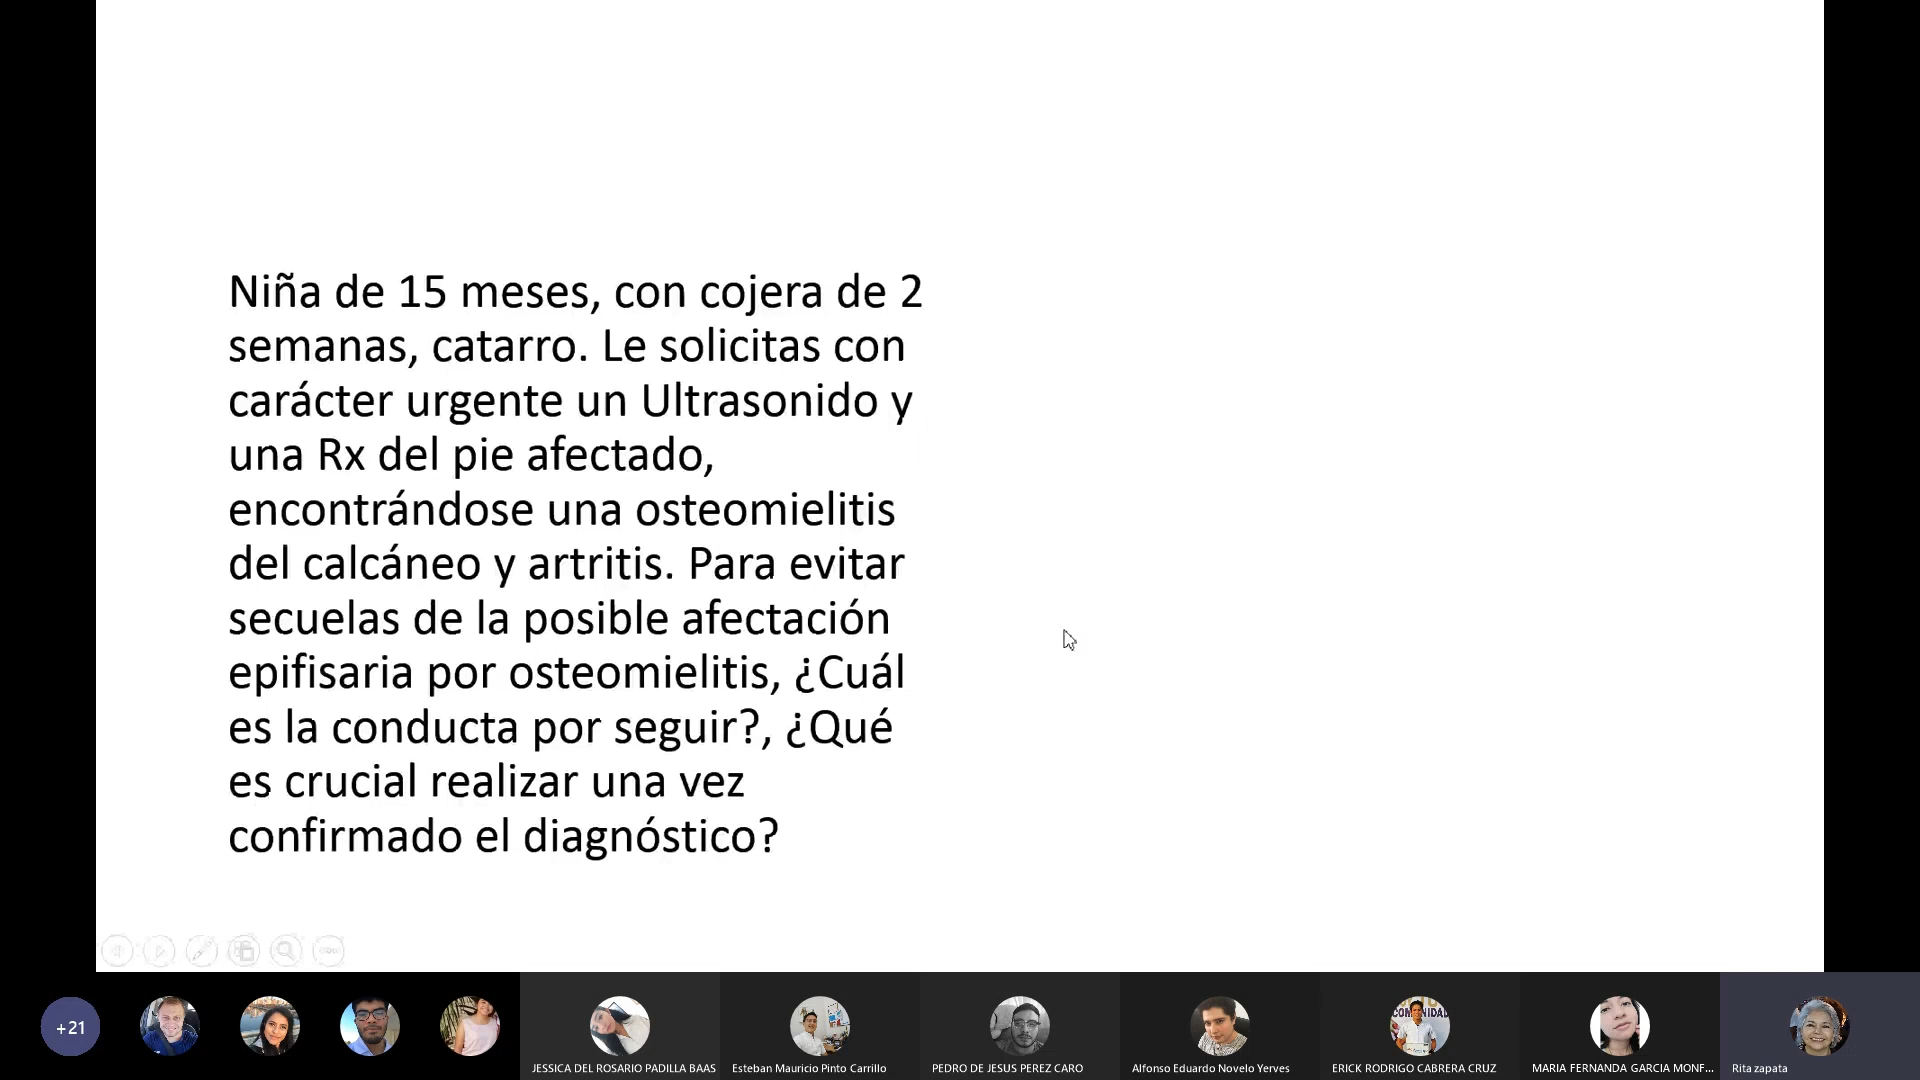 Niña de 15 meses, con cojera de 2
semanas, catarro. Le solicitas con
carácter urgente un Ultrasonido y
una Rx del pie afectado,
encontrándose una osteomielitis
del calcáneo y artritis. Para evitar
secuelas de la posible afectación
epifisaria por osteomielitis, ¿Cuál
es la conducta por seguir?, ¿Qué
es crucial realizar una vez
confirmado el diagnóstico?
+21
JESSICA DEL ROSARIO PADILLA BAAS
Esteban Mauricio Pinto Carrillo
PEDRO DE JESUS PEREZ CARO
Alfonso Eduardo Novelo Yerves
COMUNIDAD
ERICK RODRIGO CABRERA CRUZ
MARIA FERNANDA GARCIA MONF...
Rita zapata